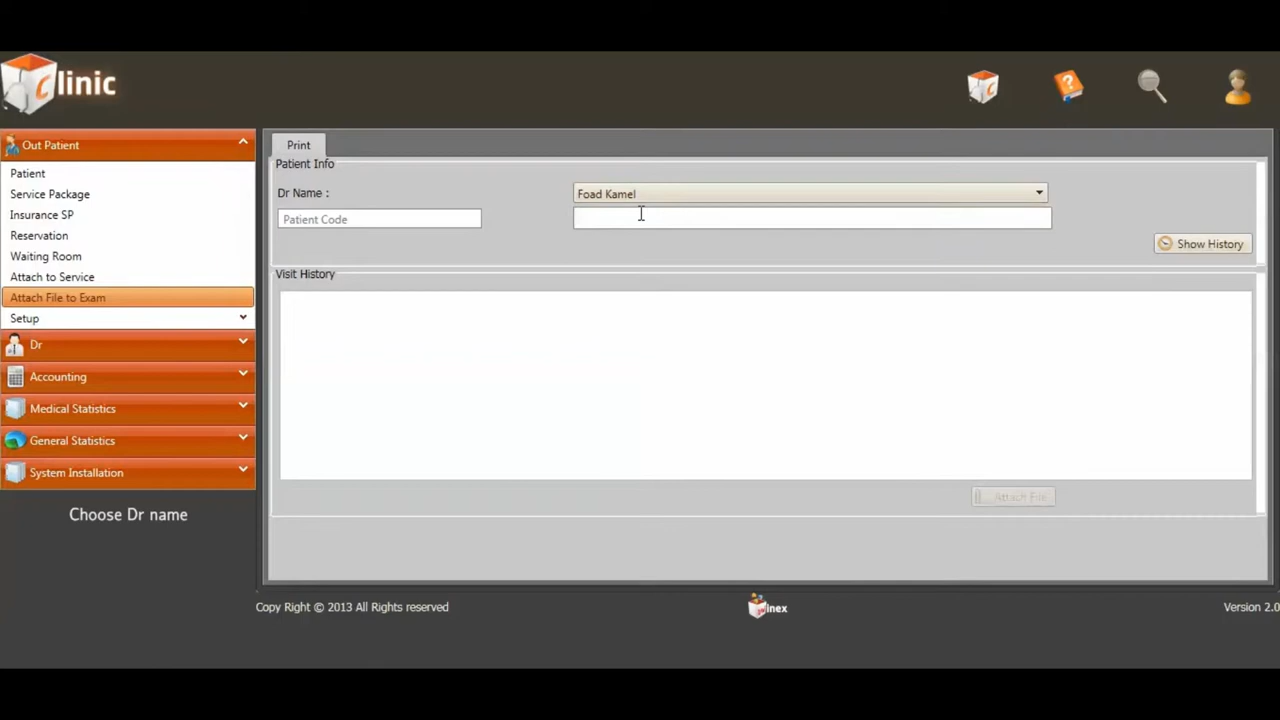 Clinic
Out Patient
Patient
Service Package
Insurance SP
Reservation
Waiting Room
Attach to Service
Attach File to Exam
Setup
Dr
Accounting
Medical Statistics
General Statistics
System Installation
Choose Dr name
Print
Patient Info
Dr Name :
Foad Kamel
Patient Code
Show History
Visit History
Attach File
Copy Right © 2013 All Rights reserved
inex
Version 2.0